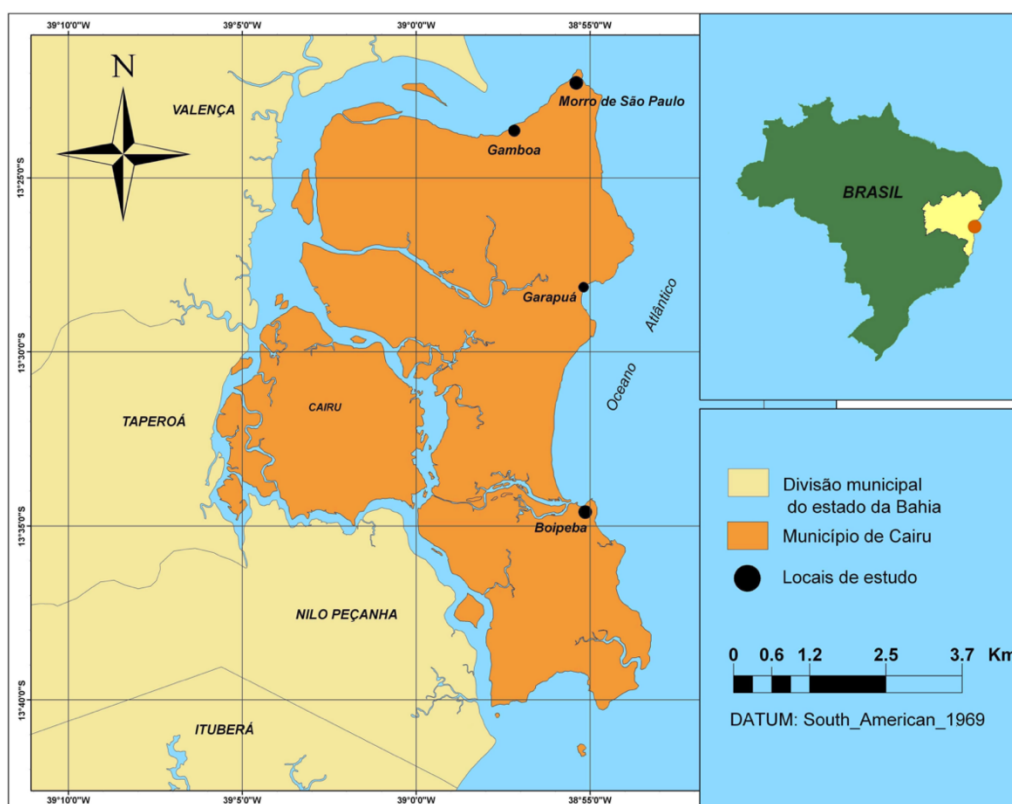 39°10'0"W
39°5'0"W
39°0'0"W
38°55'0"W
N
VALENÇA
Morro de São Paulo
Gamboa
BRASIL
13°25'0"S
Garapuá
Oceano Atlântico
13°30'0"S
CAIRU
TAPEROÁ
Divisão municipal
do estado da Bahia
Município de Cairu
Boipeba
13°35'0"S
Locais de estudo
NILO PEÇANHA
0 0.6 1.2 2.5 3.7 Km
13°40'0"S
DATUM: South_American_1969
ITUBERÁ
39°10'0"W
39°5'0"W
39°0'0"W
38°55'0"W